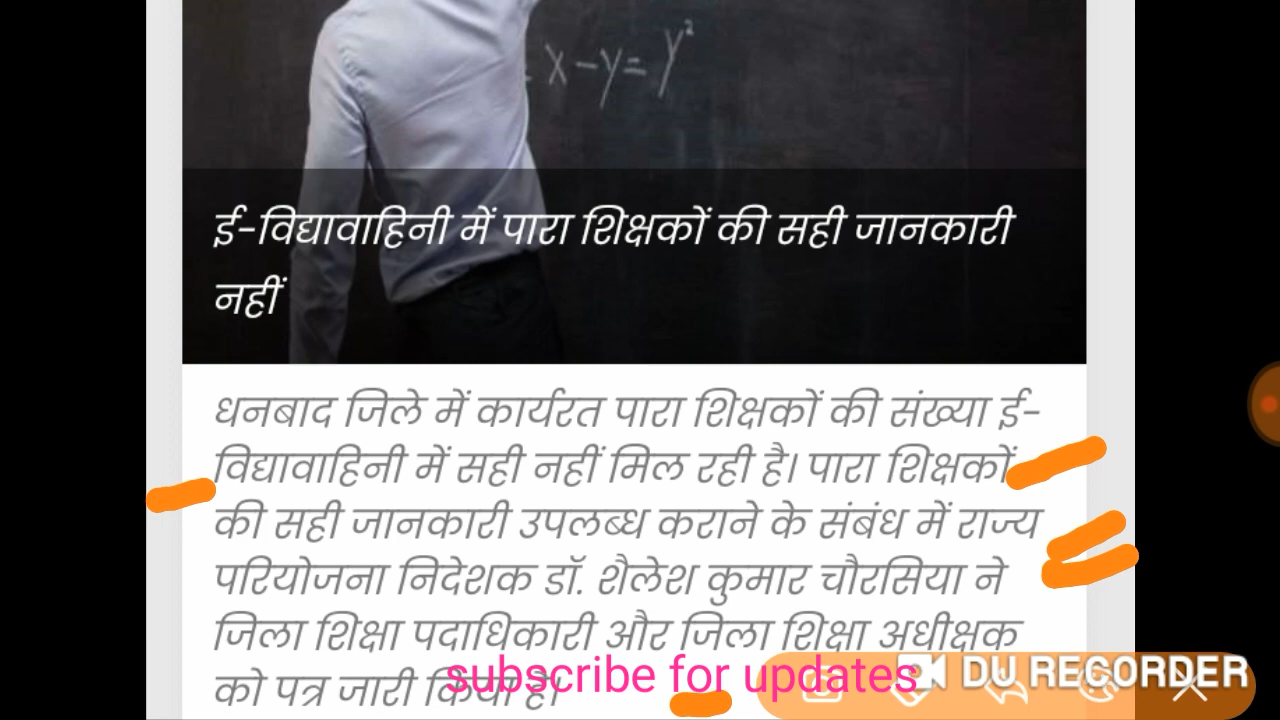 x-y=y²
ई-विद्यावाहिनी में पारा शिक्षकों की सही जानकारी
नहीं
धनबाद जिले में कार्यरत पारा शिक्षकों की संख्या ई-
विद्यावाहिनी में सही नहीं मिल रही है। पारा शिक्षकों
की सही जानकारी उपलब्ध कराने के संबंध में राज्य
परियोजना निदेशक डॉ. शैलेश कुमार चौरसिया ने
जिला शिक्षा पदाधिकारी और जिला शिक्षा अधीक्षक
को पत्र जारी किया है।
subscribe for updates
DU RECORDER